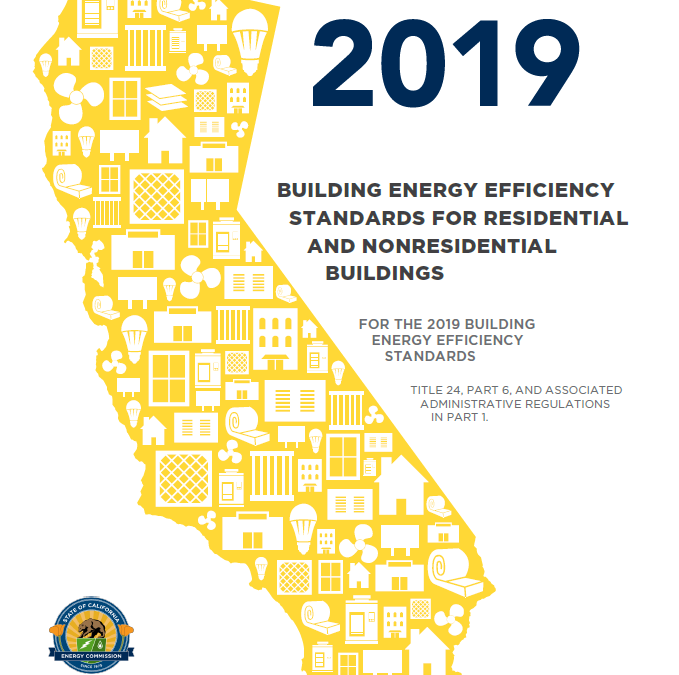 2019
BUILDING ENERGY EFFICIENCY
STANDARDS FOR RESIDENTIAL
AND NONRESIDENTIAL
BUILDINGS
FOR THE 2019 BUILDING
ENERGY EFFICIENCY
STANDARDS
TITLE 24, PART 6, AND ASSOCIATED
ADMINISTRATIVE REGULATIONS
IN PART 1.
STATE OF CALIFORNIA
ENERGY COMMISSION
SINCE 1975